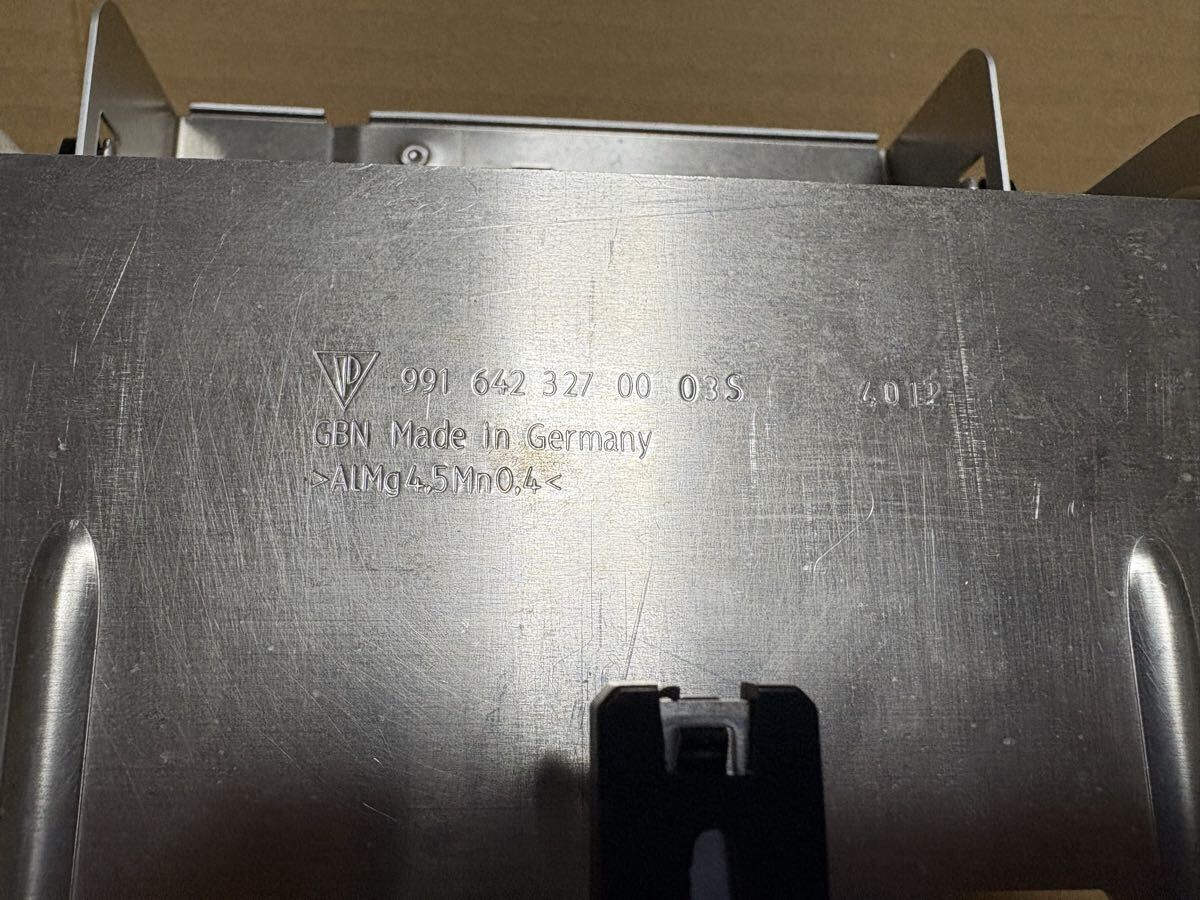 991 642 327 00 03S 4012
GBN Made in Germany
>AlMg4,5Mn0,4<